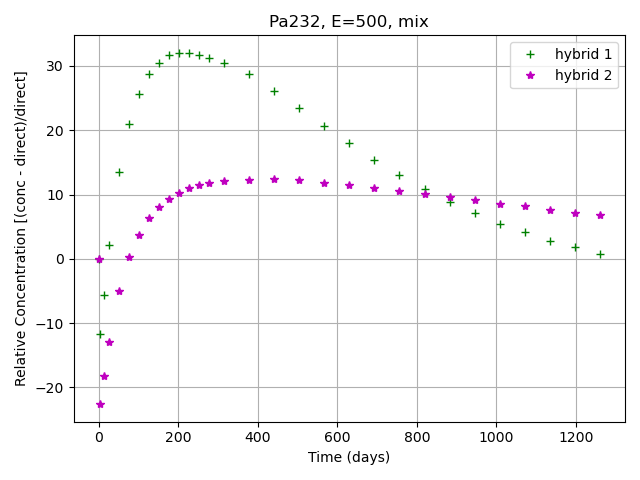 Pa232, E=500, mix
hybrid 1
hybrid 2
30
20
10
0
−10
−20
Relative Concentration [(conc - direct)/direct]
0 200 400 600 800 1000 1200
Time (days)